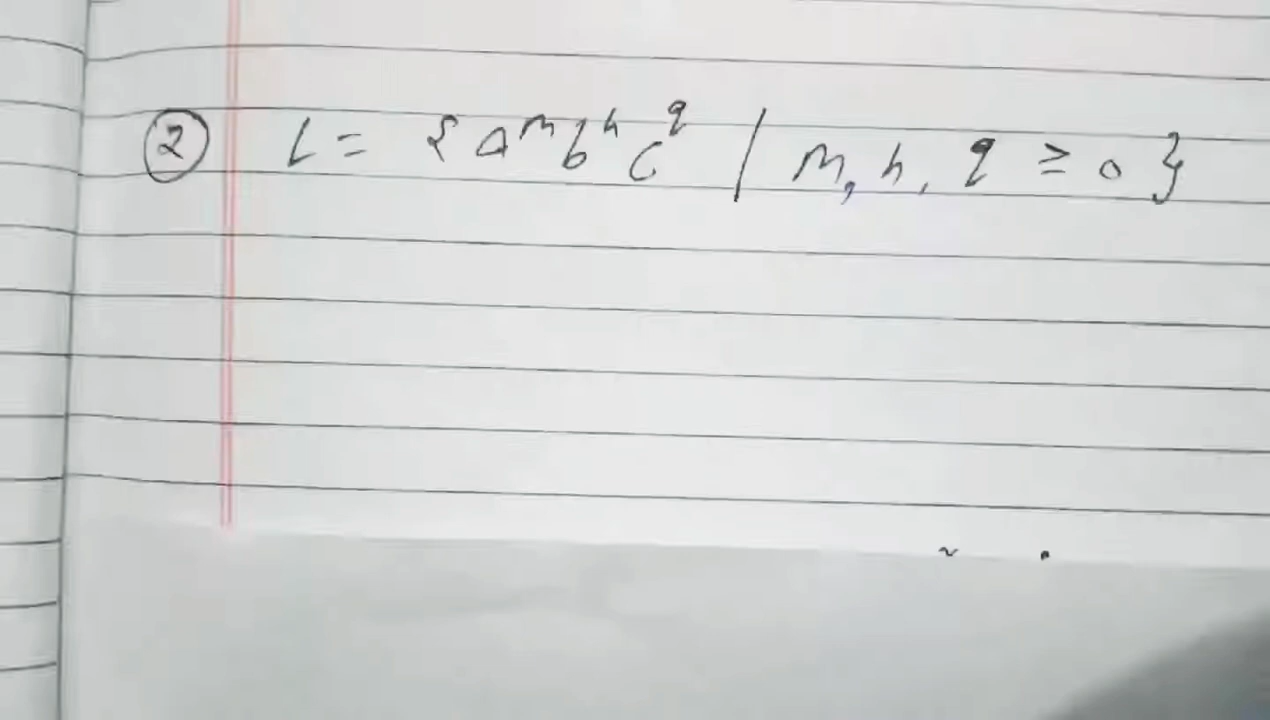 ② L = {a^m b^n c^q / m, n, q ≥ 0}